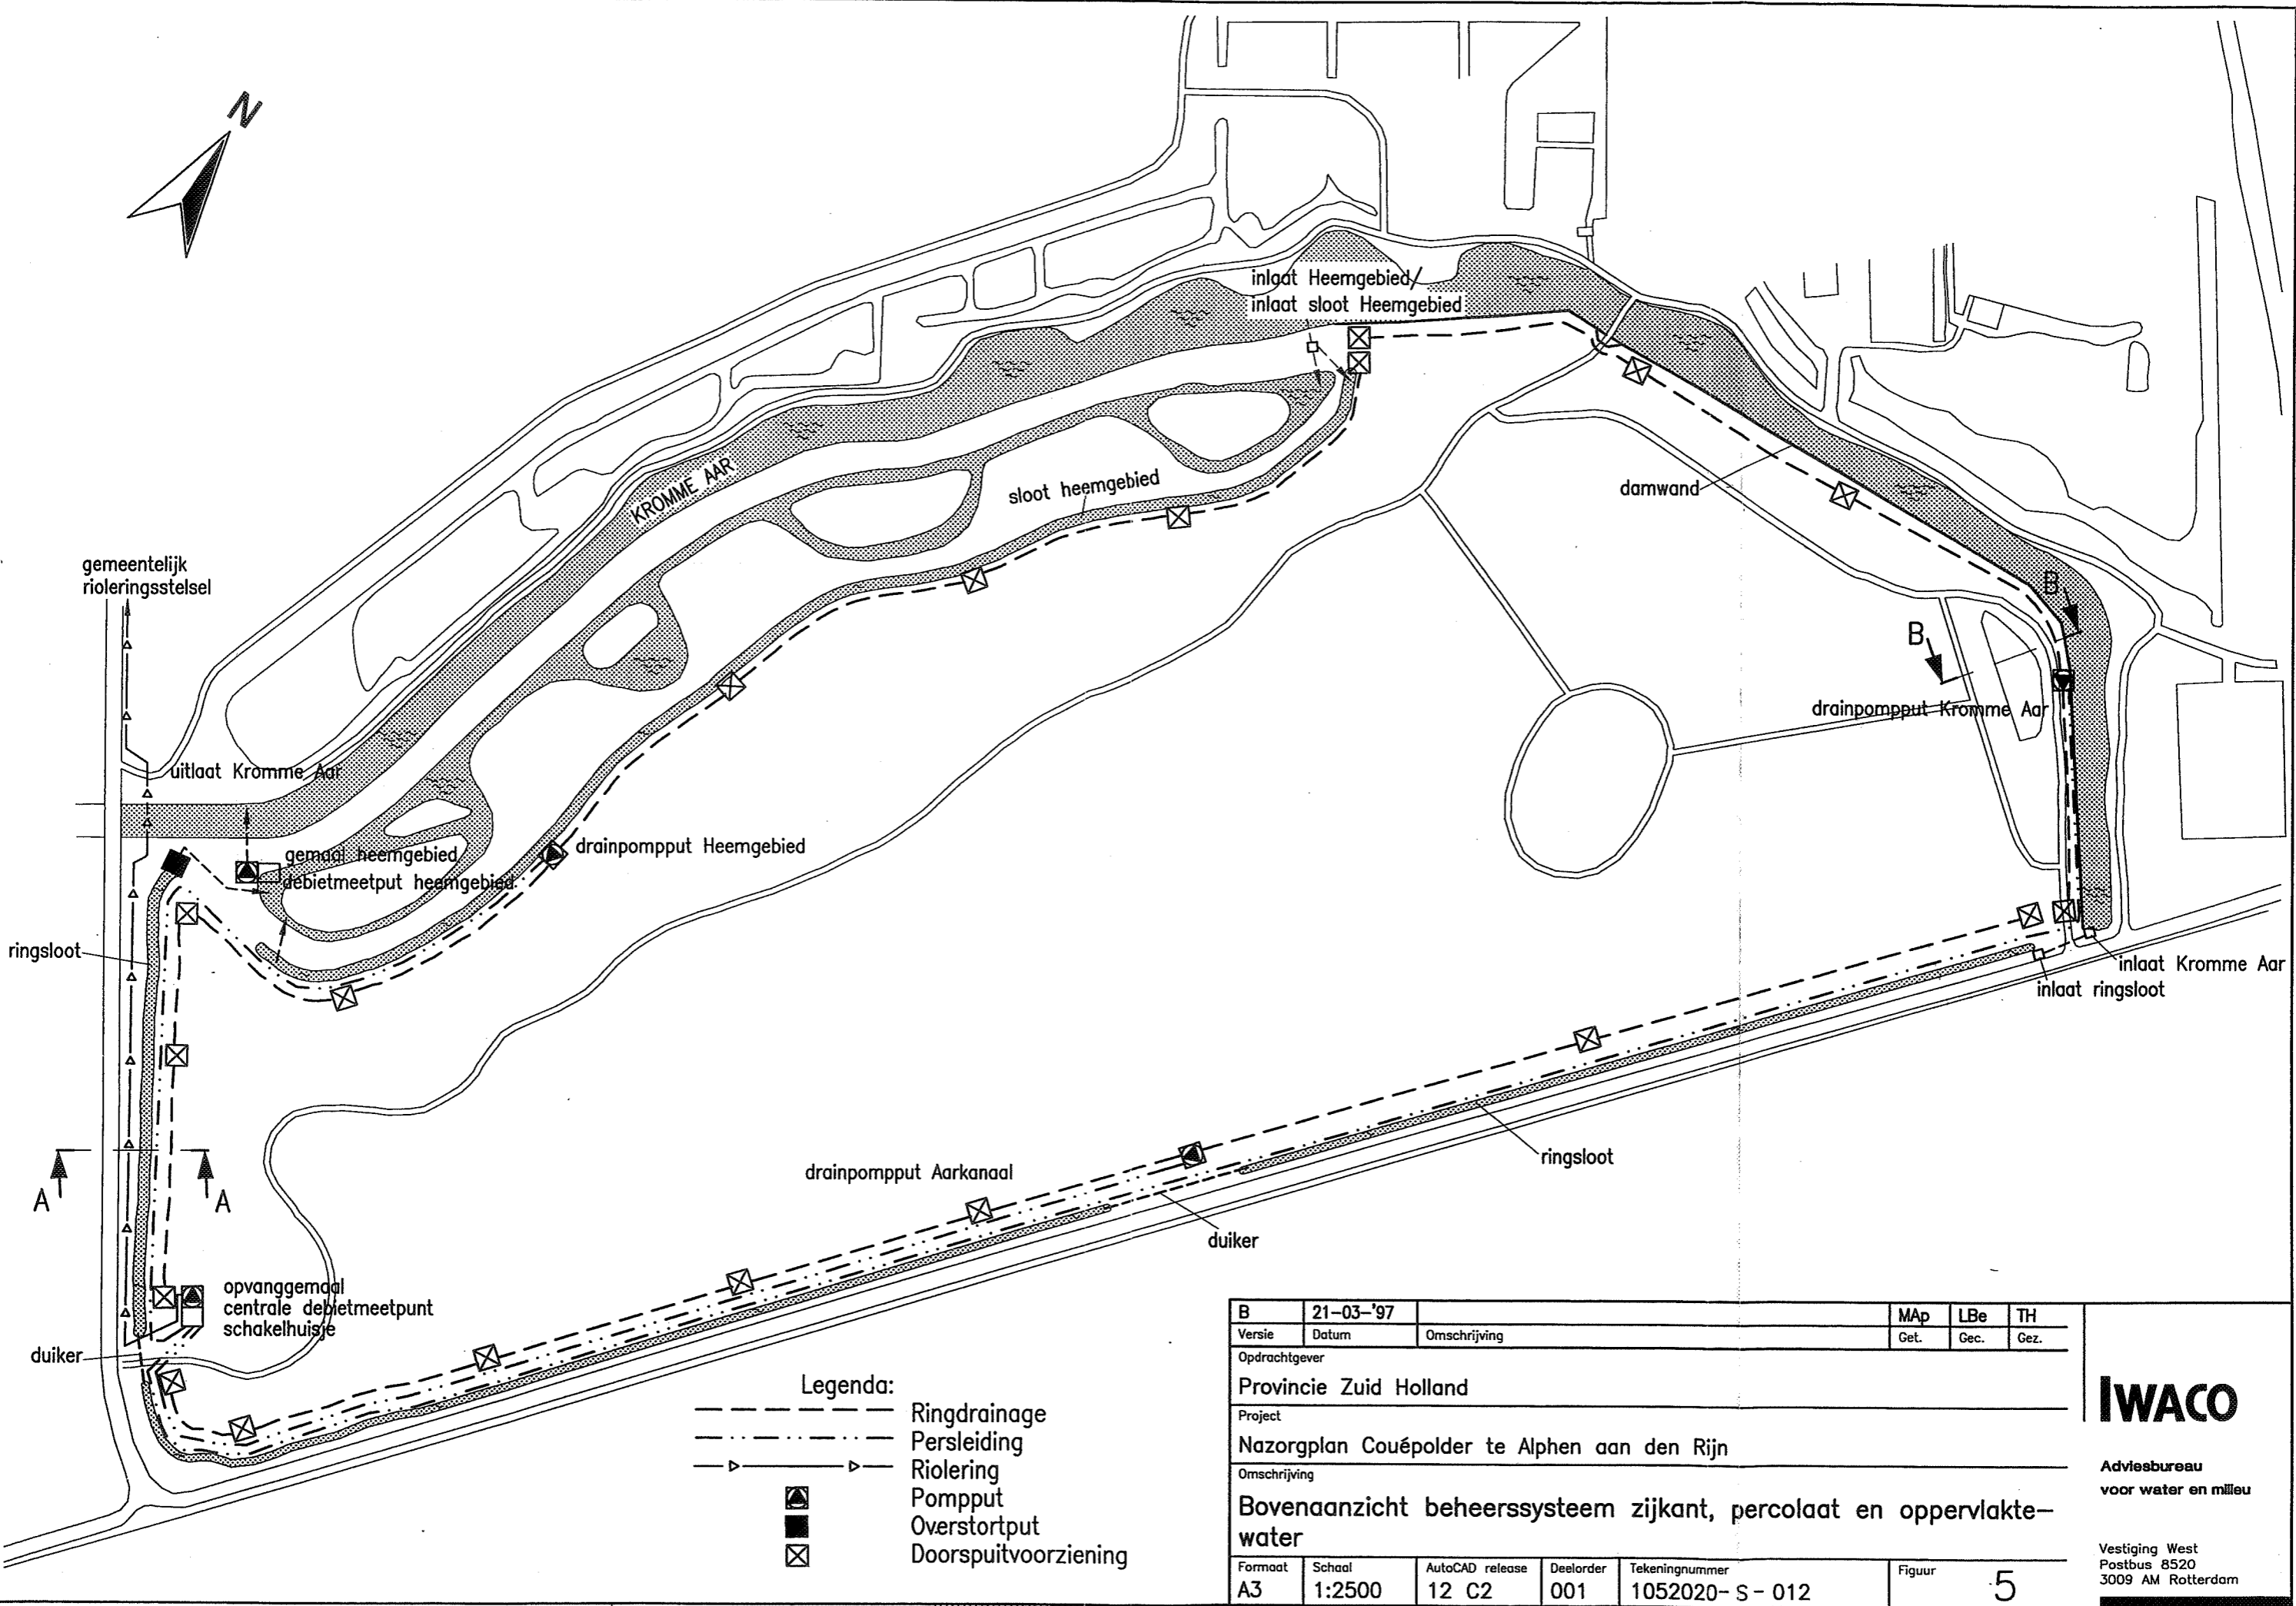 N
inlaat Heemgebied/
inlaat sloot Heemgebied
KROMME AAR
sloot heemgebied
damwand
gemeentelijk
rioleringsstelsel
B
B
drainpompput Kromme Aar
uitlaat Kromme Aar
gemaal heemgebied
debietmeetput heemgebied
drainpompput Heemgebied
ringsloot
inlaat Kromme Aar
inlaat ringsloot
A
A
drainpompput Aarkanaal
ringsloot
duiker
opvanggemaal
centrale debietmeetpunt
schakelhuisje
duiker
Legenda:
Ringdrainage
Persleiding
Riolering
Pompput
Overstortput
Doorspuitvoorziening
B 21-03-'97 MAp LBe TH
Versie Datum Omschrijving Get. Gec. Gez.
Opdrachtgever
Provincie Zuid Holland
Project
Nazorgplan Couépolder te Alphen aan den Rijn
Omschrijving
Bovenaanzicht beheerssysteem zijkant, percolaat en oppervlakte-
water
Formaat Schaal AutoCAD release Deelorder Tekeningnummer Figuur
A3 1:2500 12 C2 001 1052020- S - 012 5
IWACO
Adviesbureau
voor water en milieu
Vestiging West
Postbus 8520
3009 AM Rotterdam